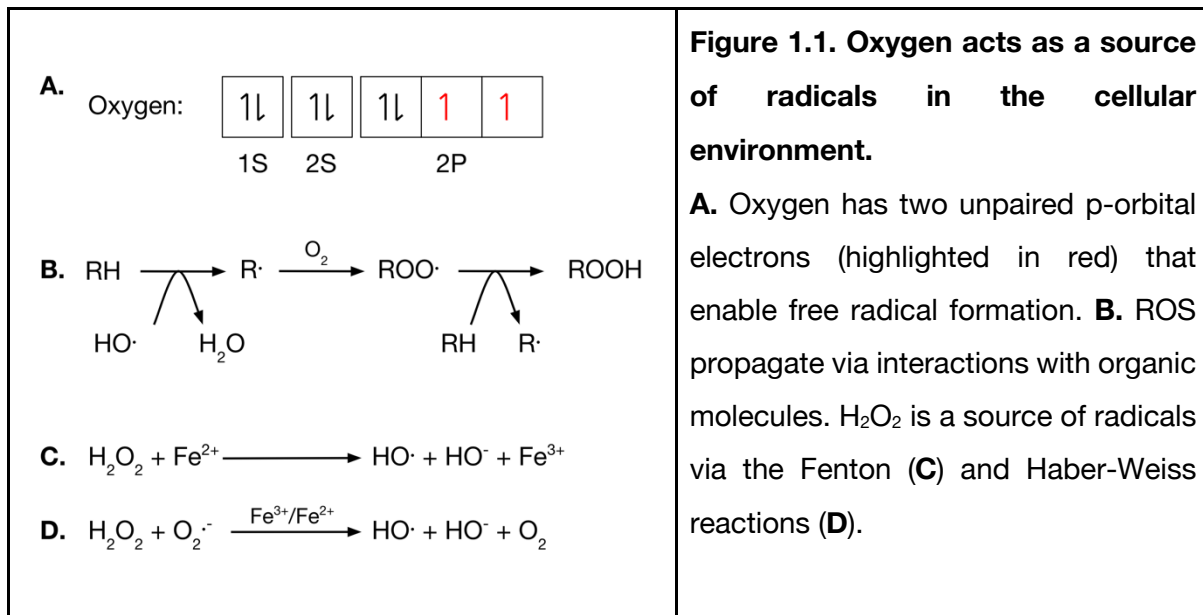 A.
Oxygen: 1⇂ 1⇂ 1⇂ 1 1
1S 2S 2P
B. RH R· O₂ ROO· ROOH
HO· H₂O RH R·
C. H₂O₂ + Fe²⁺ HO· + HO⁻ + Fe³⁺
D. H₂O₂ + O₂·⁻ Fe³⁺/Fe²⁺ HO· + HO⁻ + O₂
Figure 1.1. Oxygen acts as a source
of radicals in the cellular
environment.
A. Oxygen has two unpaired p-orbital
electrons (highlighted in red) that
enable free radical formation. B. ROS
propagate via interactions with organic
molecules. H₂O₂ is a source of radicals
via the Fenton (C) and Haber-Weiss
reactions (D).